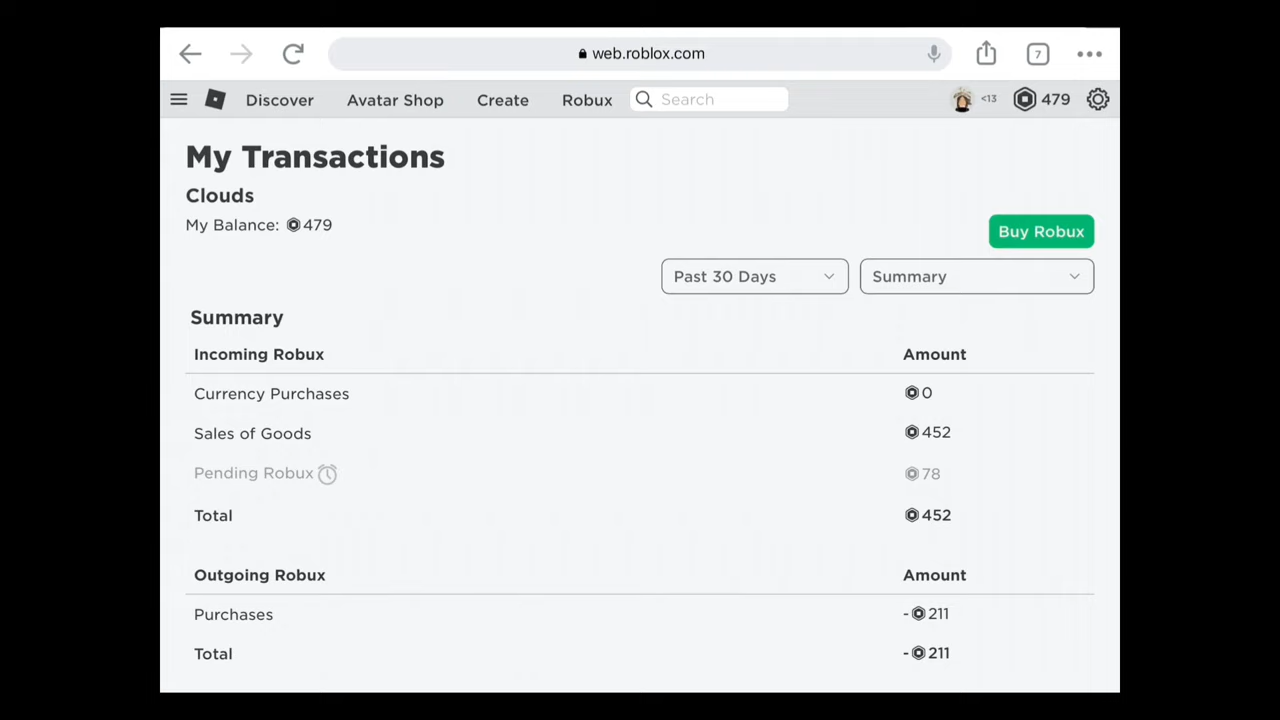 web.roblox.com
7
Discover Avatar Shop Create Robux Search <13 479
My Transactions
Clouds
My Balance: 479
Buy Robux
Past 30 Days Summary
Summary
Incoming Robux Amount
Currency Purchases 0
Sales of Goods 452
Pending Robux 78
Total 452
Outgoing Robux Amount
Purchases -211
Total -211